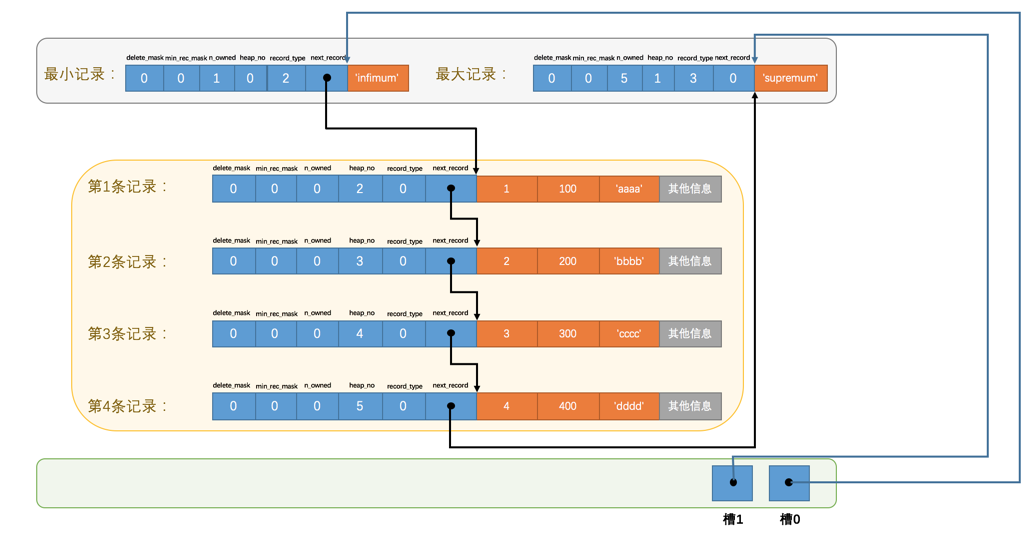 delete_mask min_rec_mask n_owned heap_no record_type next_record
最小记录： 0 0 1 0 2 'infimum'
delete_mask min_rec_mask n_owned heap_no record_type next_record
最大记录： 0 0 5 1 3 0 'supremum'
delete_mask min_rec_mask n_owned heap_no record_type next_record
第1条记录： 0 0 0 2 0 1 100 'aaaa' 其他信息
delete_mask min_rec_mask n_owned heap_no record_type next_record
第2条记录： 0 0 0 3 0 2 200 'bbbb' 其他信息
delete_mask min_rec_mask n_owned heap_no record_type next_record
第3条记录： 0 0 0 4 0 3 300 'cccc' 其他信息
delete_mask min_rec_mask n_owned heap_no record_type next_record
第4条记录： 0 0 0 5 0 4 400 'dddd' 其他信息
槽1 槽0